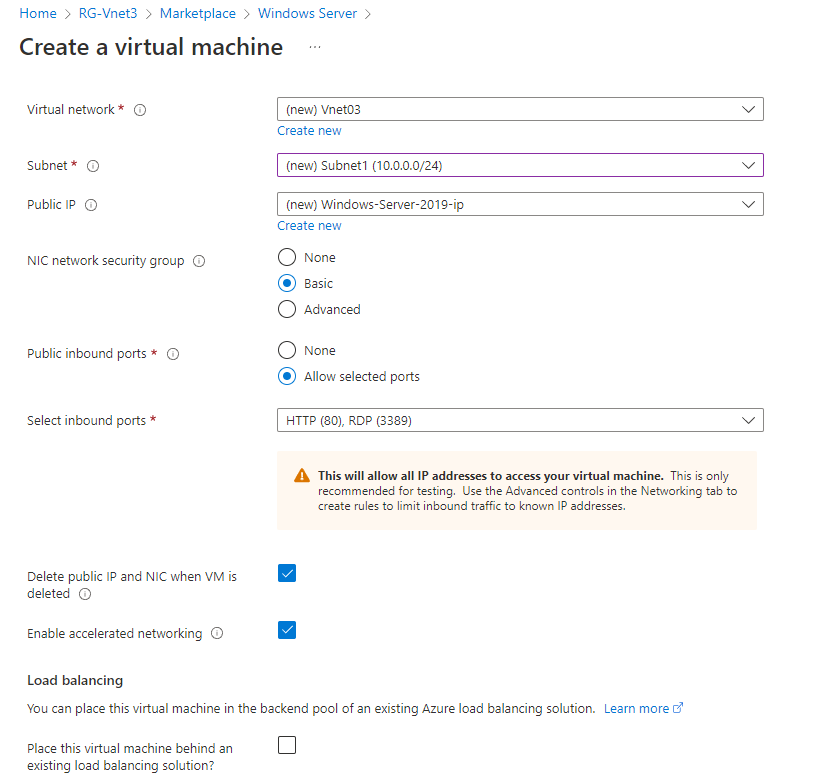 Home > RG-Vnet3 > Marketplace > Windows Server >
Create a virtual machine ...
Virtual network *
(new) Vnet03
Create new
Subnet *
(new) Subnet1 (10.0.0.0/24)
Public IP
(new) Windows-Server-2019-ip
Create new
NIC network security group
None
Basic
Advanced
Public inbound ports *
None
Allow selected ports
Select inbound ports *
HTTP (80), RDP (3389)
This will allow all IP addresses to access your virtual machine. This is only
recommended for testing. Use the Advanced controls in the Networking tab to
create rules to limit inbound traffic to known IP addresses.
Delete public IP and NIC when VM is
deleted
Enable accelerated networking
Load balancing
You can place this virtual machine in the backend pool of an existing Azure load balancing solution. Learn more
Place this virtual machine behind an
existing load balancing solution?